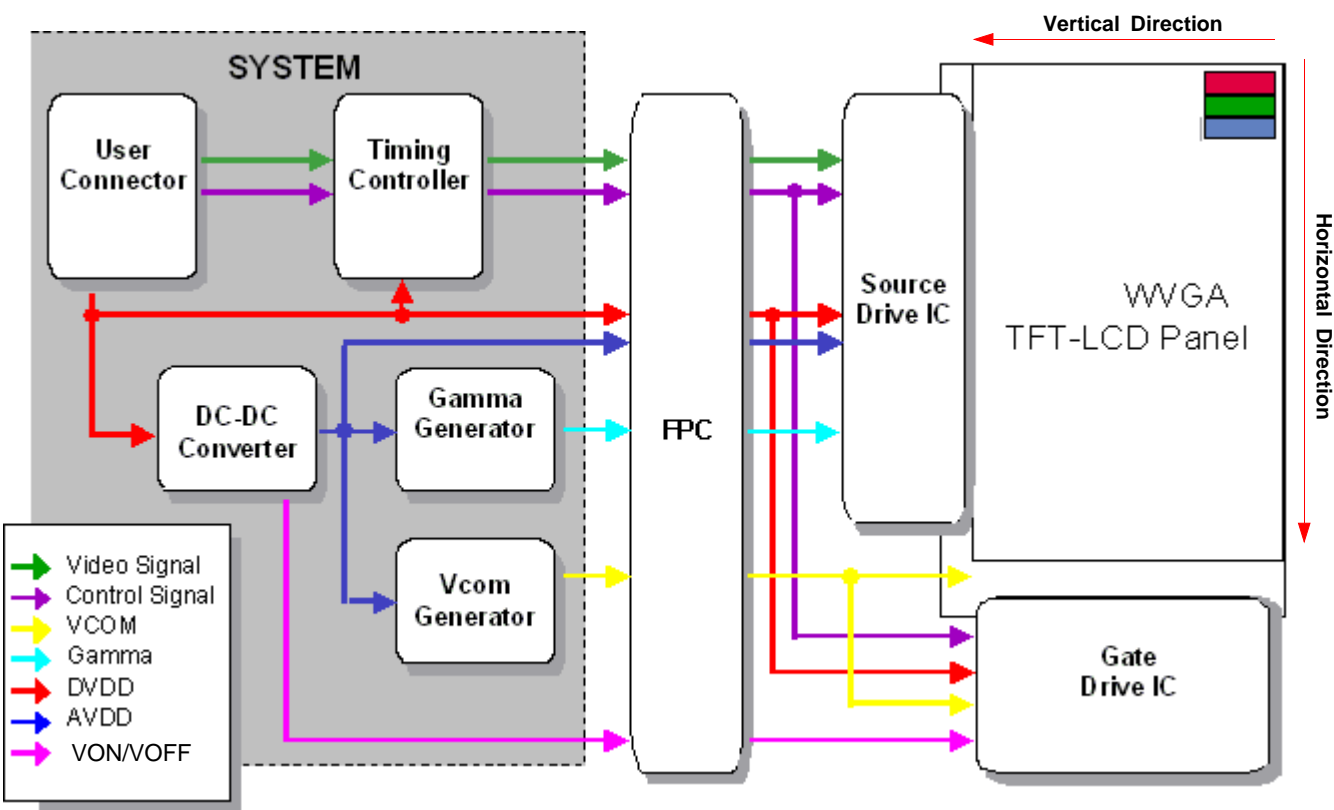 Vertical Direction
SYSTEM
User
Connector
Timing
Controller
Source
Drive IC
WVGA
TFT-LCD Panel
Horizontal Direction
DC-DC
Converter
Gamma
Generator
FPC
Vcom
Generator
Gate
Drive IC
Video Signal
Control Signal
VCOM
Gamma
DVDD
AVDD
VON/VOFF